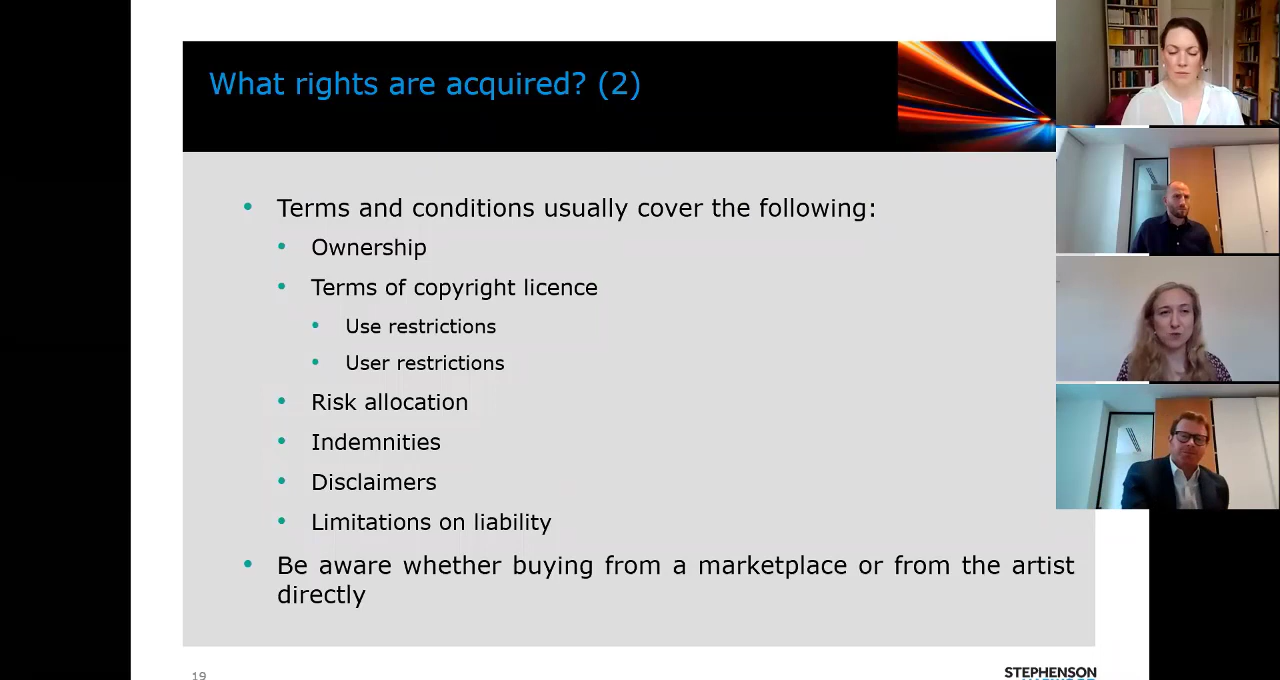 What rights are acquired? (2)
Terms and conditions usually cover the following:
Ownership
Terms of copyright licence
Use restrictions
User restrictions
Risk allocation
Indemnities
Disclaimers
Limitations on liability
Be aware whether buying from a marketplace or from the artist
directly
19
STEPHENSON